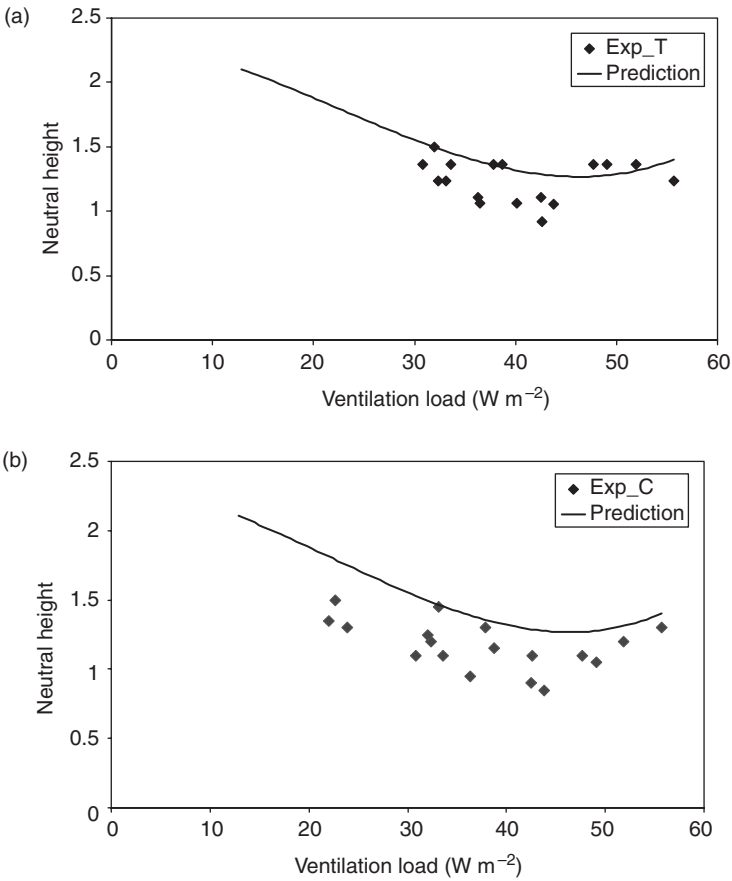 (a)
2.5
2
1.5
1
0.5
0
Neutral height
Exp_T
Prediction
0 10 20 30 40 50 60
Ventilation load (W m⁻²)
(b)
2.5
2
1.5
1
0.5
0
Neutral height
Exp_C
Prediction
0 10 20 30 40 50 60
Ventilation load (W m⁻²)